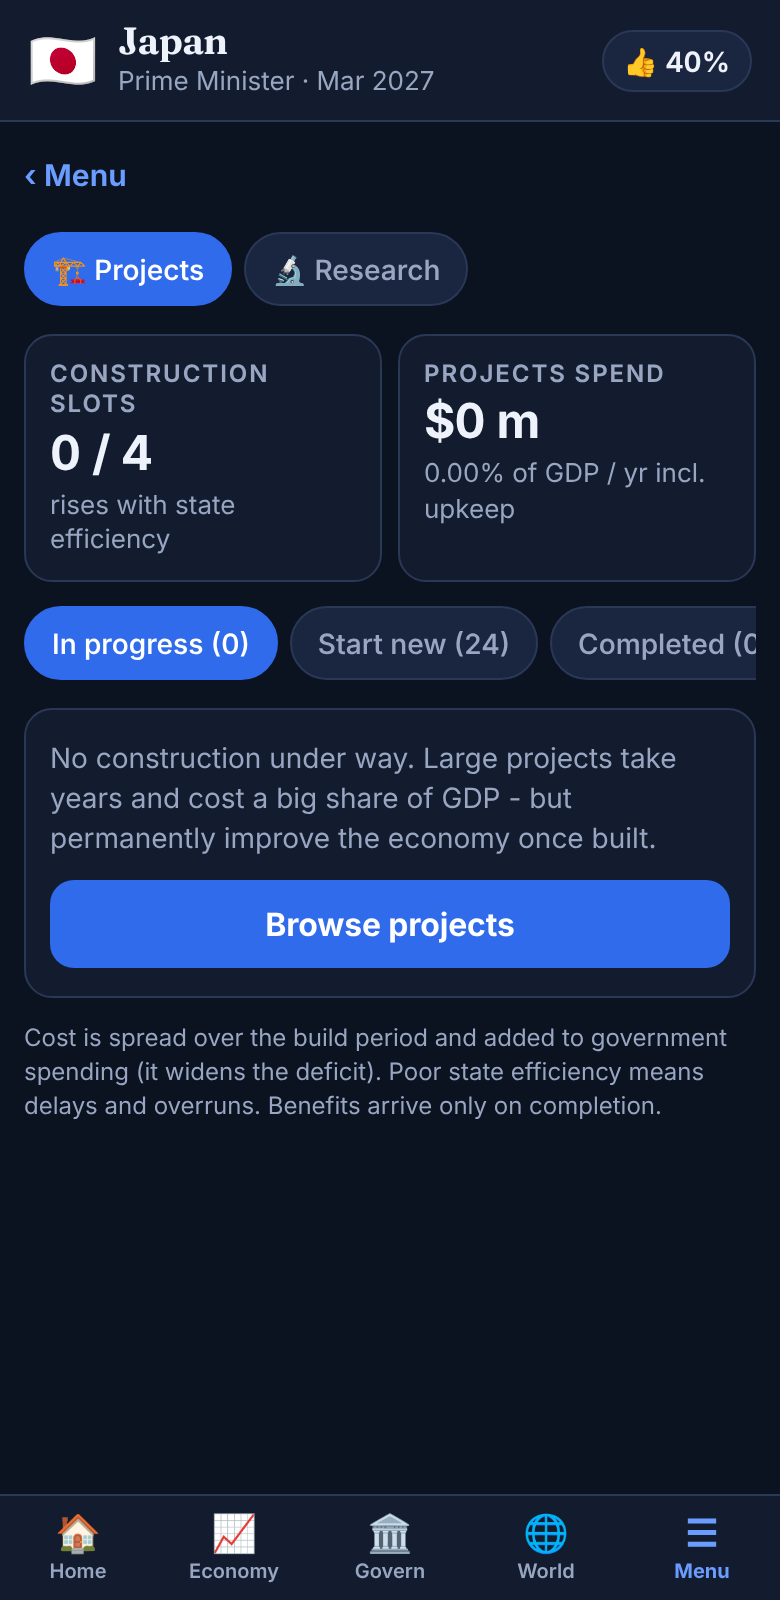 Japan
Prime Minister · Mar 2027
40%
‹ Menu
Projects
Research
CONSTRUCTION
SLOTS
0 / 4
rises with state
efficiency
PROJECTS SPEND
$0 m
0.00% of GDP / yr incl.
upkeep
In progress (0)
Start new (24)
Completed (0
No construction under way. Large projects take
years and cost a big share of GDP - but
permanently improve the economy once built.
Browse projects
Cost is spread over the build period and added to government
spending (it widens the deficit). Poor state efficiency means
delays and overruns. Benefits arrive only on completion.
Home
Economy
Govern
World
Menu